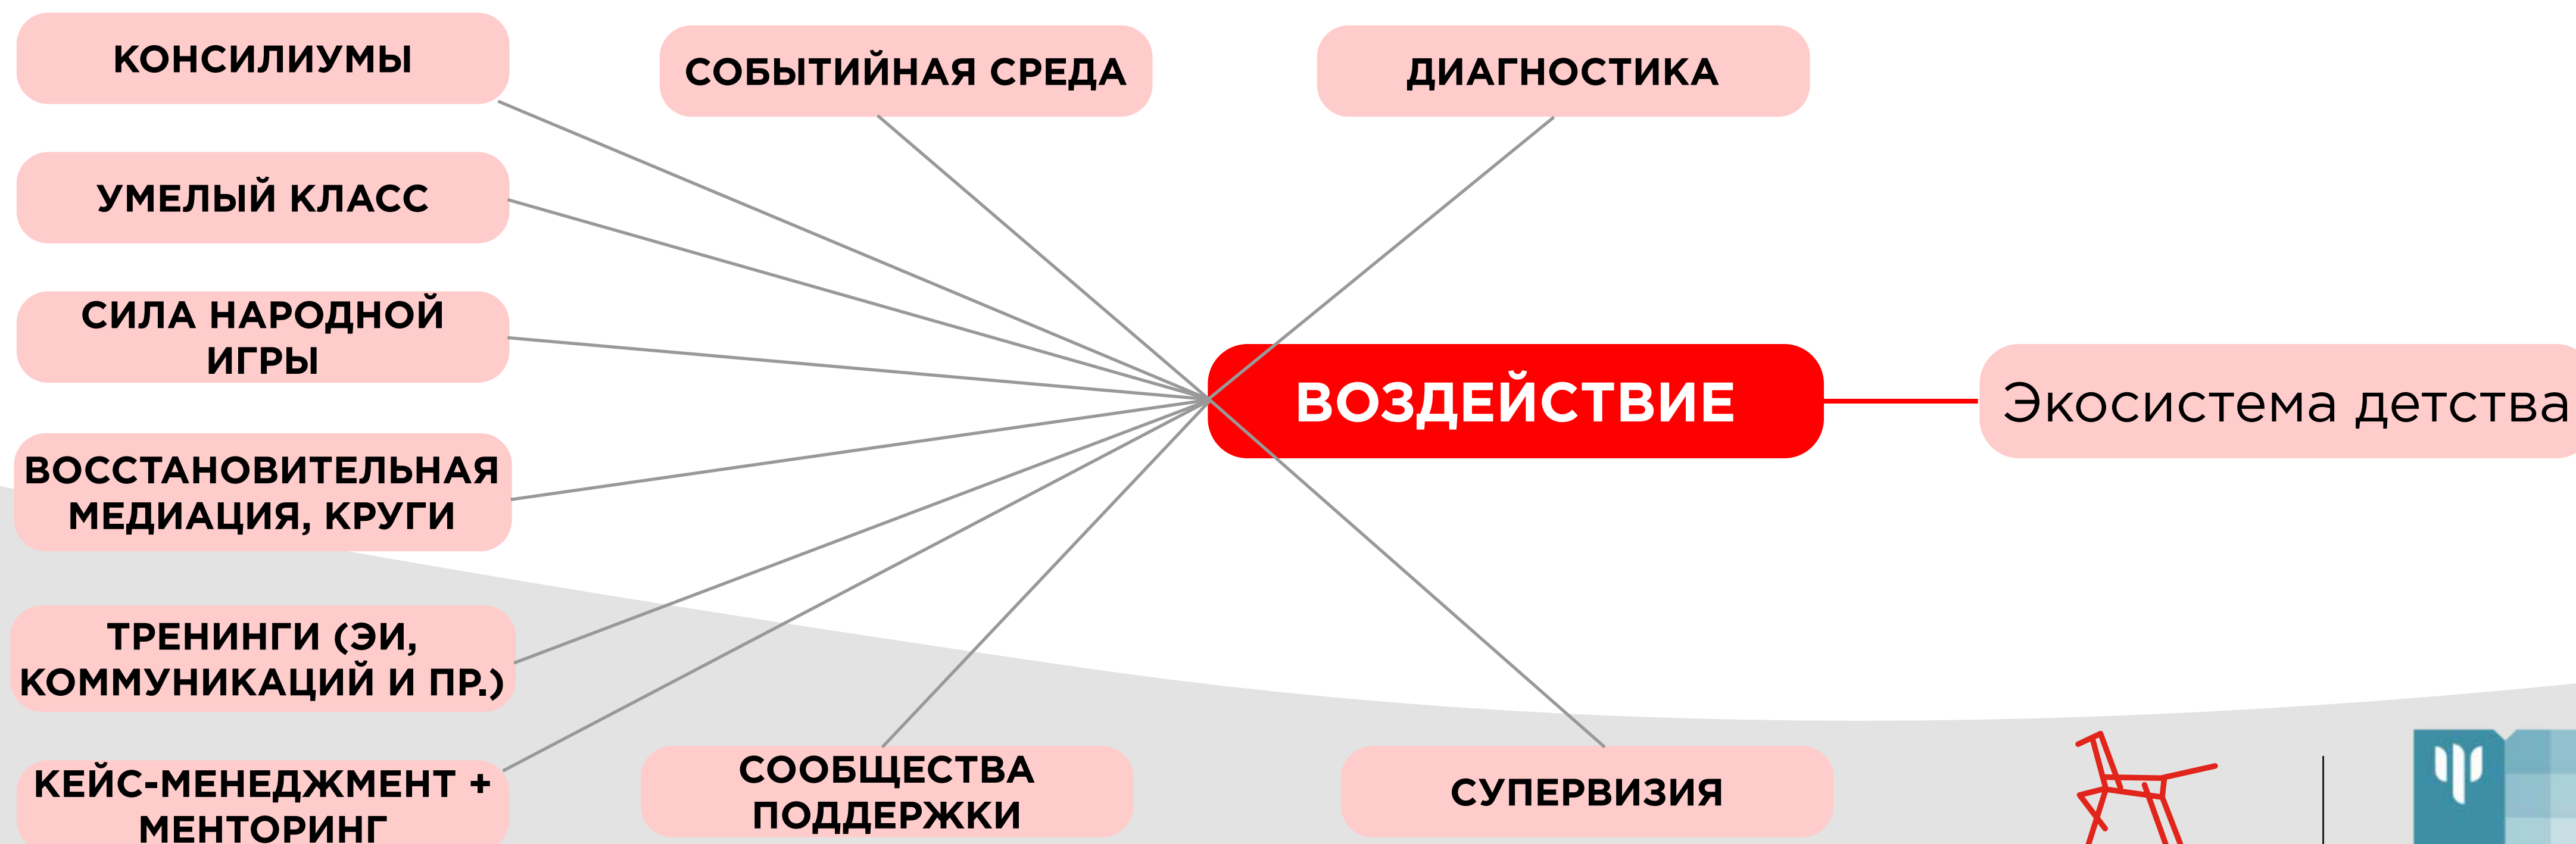 КОНСИЛИУМЫ
СОБЫТИЙНАЯ СРЕДА
ДИАГНОСТИКА
УМЕЛЫЙ КЛАСС
СИЛА НАРОДНОЙ
ИГРЫ
ВОЗДЕЙСТВИЕ
Экосистема детства
ВОССТАНОВИТЕЛЬНАЯ
МЕДИАЦИЯ, КРУГИ
ТРЕНИНГИ (ЭИ,
КОММУНИКАЦИЙ И ПР.)
КЕЙС-МЕНЕДЖМЕНТ +
МЕНТОРИНГ
СООБЩЕСТВА
ПОДДЕРЖКИ
СУПЕРВИЗИЯ